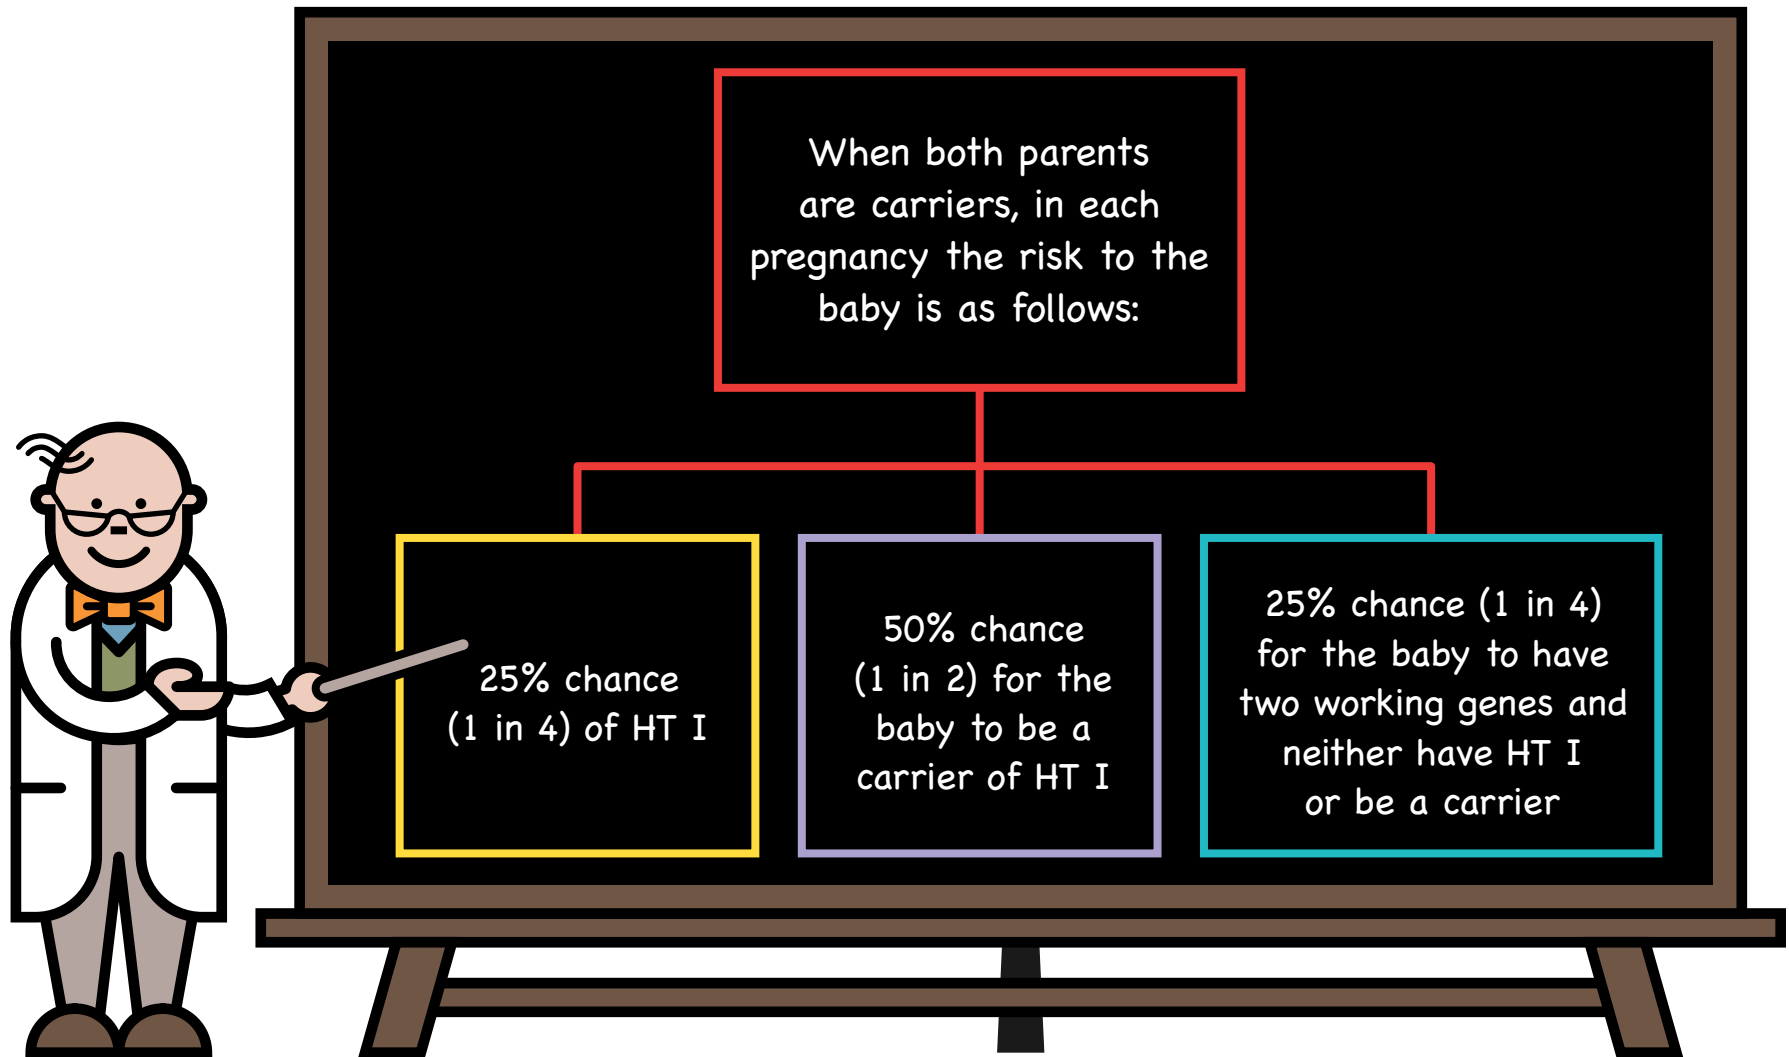 When both parents
are carriers, in each
pregnancy the risk to the
baby is as follows:
25% chance
(1 in 4) of HT I
50% chance
(1 in 2) for the
baby to be a
carrier of HT I
25% chance (1 in 4)
for the baby to have
two working genes and
neither have HT I
or be a carrier